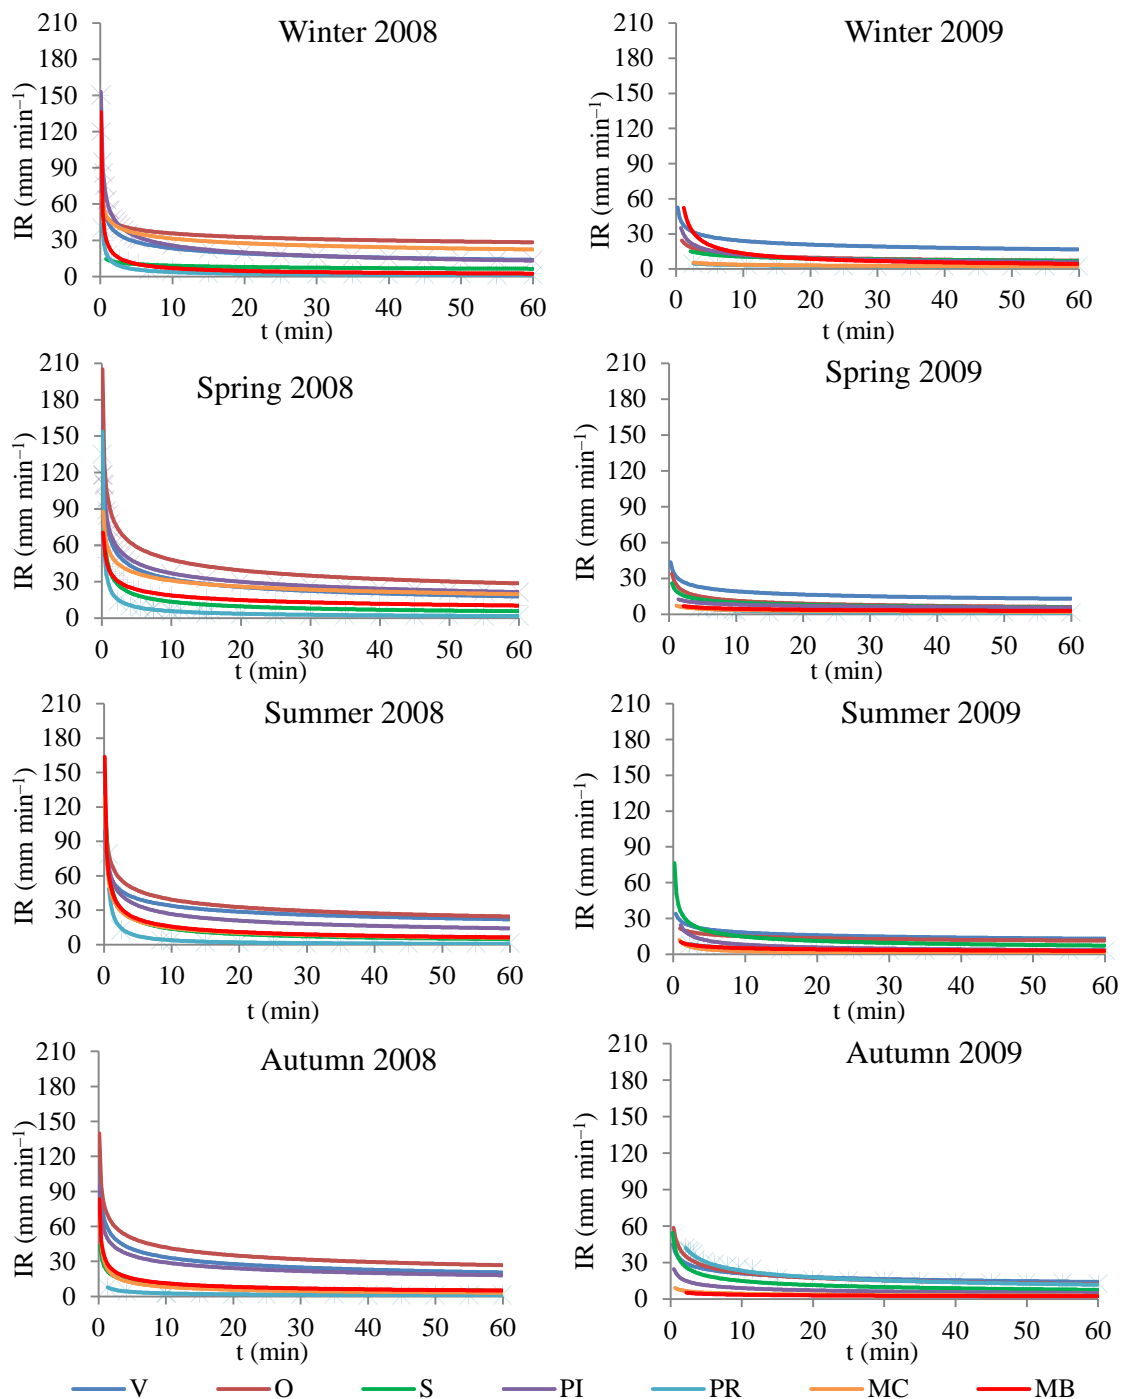 Winter 2008
210
180
150
120
90
60
30
0
IR (mm min⁻¹)
0 10 20 30 40 50 60
t (min)
Winter 2009
210
180
150
120
90
60
30
0
IR (mm min⁻¹)
0 10 20 30 40 50 60
t (min)
Spring 2008
210
180
150
120
90
60
30
0
IR (mm min⁻¹)
0 10 20 30 40 50 60
t (min)
Spring 2009
210
180
150
120
90
60
30
0
IR (mm min⁻¹)
0 10 20 30 40 50 60
t (min)
Summer 2008
210
180
150
120
90
60
30
0
IR (mm min⁻¹)
0 10 20 30 40 50 60
t (min)
Summer 2009
210
180
150
120
90
60
30
0
IR (mm min⁻¹)
0 10 20 30 40 50 60
t (min)
Autumn 2008
210
180
150
120
90
60
30
0
IR (mm min⁻¹)
0 10 20 30 40 50 60
t (min)
Autumn 2009
210
180
150
120
90
60
30
0
IR (mm min⁻¹)
0 10 20 30 40 50 60
t (min)
V O S PI PR MC MB